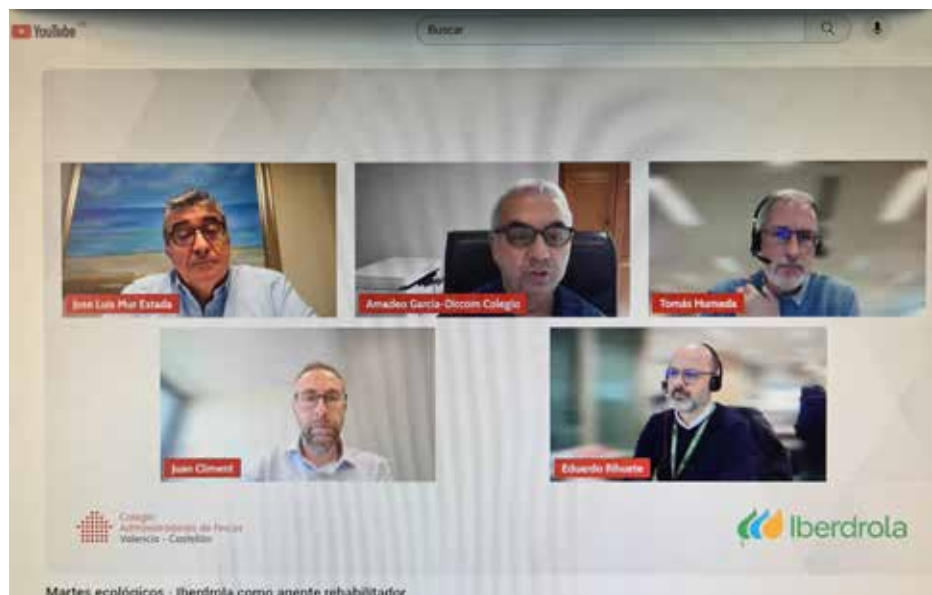 YouTube
Buscar
Jose Luis Mur Estada
Amadeo García-Diccom Colegio
Tomás Humada
Juan Climent
Eduardo Rihuete
Colegio
Administradores de Fincas
Valencia - Castellón
Iberdrola
Martes ecológicos - Iberdrola como agente rehabilitador